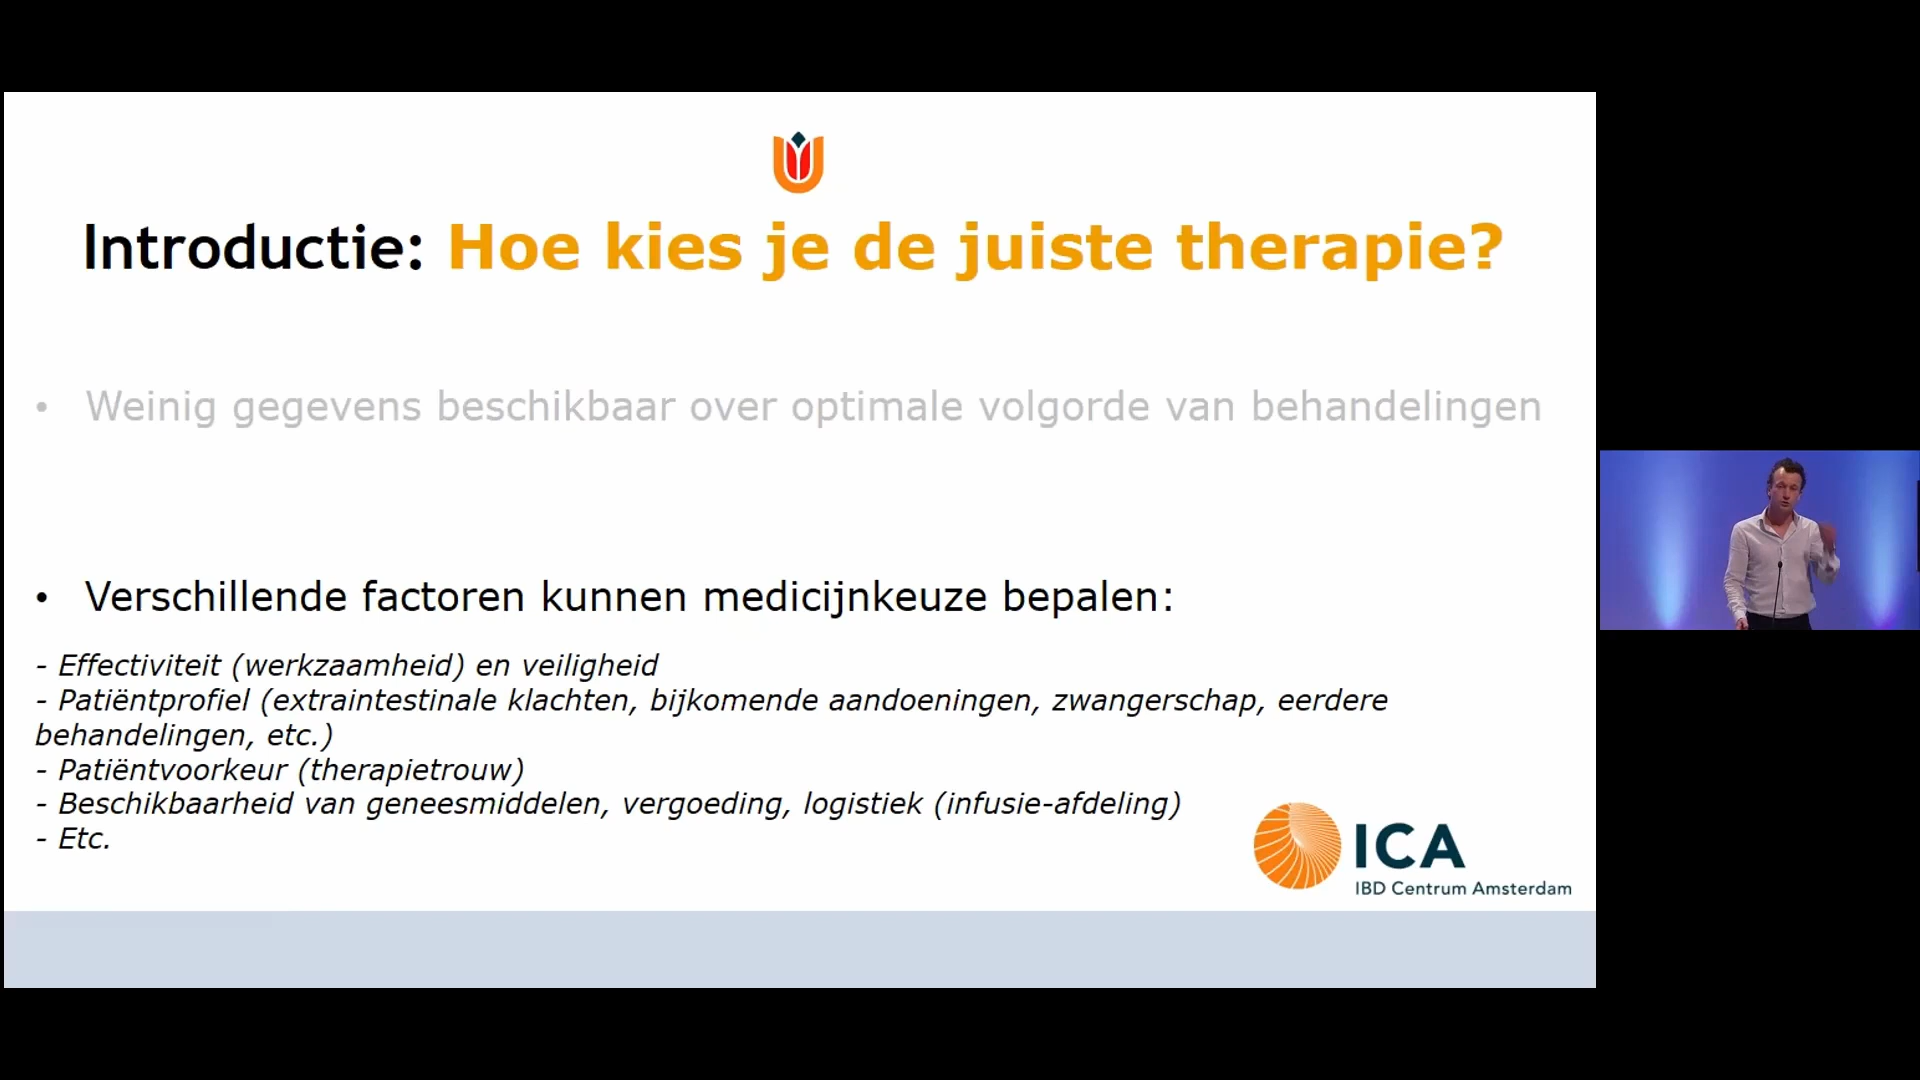 Introductie: Hoe kies je de juiste therapie?
• Weinig gegevens beschikbaar over optimale volgorde van behandelingen
• Verschillende factoren kunnen medicijnkeuze bepalen:
- Effectiviteit (werkzaamheid) en veiligheid
- Patiëntprofiel (extraintestinale klachten, bijkomende aandoeningen, zwangerschap, eerdere
behandelingen, etc.)
- Patiëntvoorkeur (therapietrouw)
- Beschikbaarheid van geneesmiddelen, vergoeding, logistiek (infusie-afdeling)
- Etc.
ICA
IBD Centrum Amsterdam